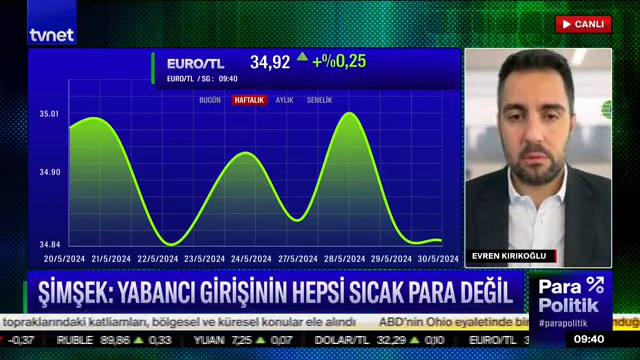 tvnet
CANLI
EURO/TL 34,92 +%0,25
EURO/TL / SG : 09:40
BUGÜN HAFTALIK AYLIK SENELİK
35.01
34.90
34.84
20/5/2024 21/5/2024 22/5/2024 23/5/2024 24/5/2024 27/5/2024 28/5/2024 29/5/2024 30/5/2024
EVREN KIRIKOĞLU
ŞİMŞEK: YABANCI GİRİŞİNİN HEPSİ SICAK PARA DEĞİL
Para %
Politik
#parapolitik
topraklarındaki katliamları, bölgesel ve küresel konular ele alındı ABD'nin Ohio eyaletinde bir
-0,37 RUBLE 89,86 0,33 YUAN 7,25 0,07 DOLAR/TL 32,29 0,10 EURO/TL
09:40